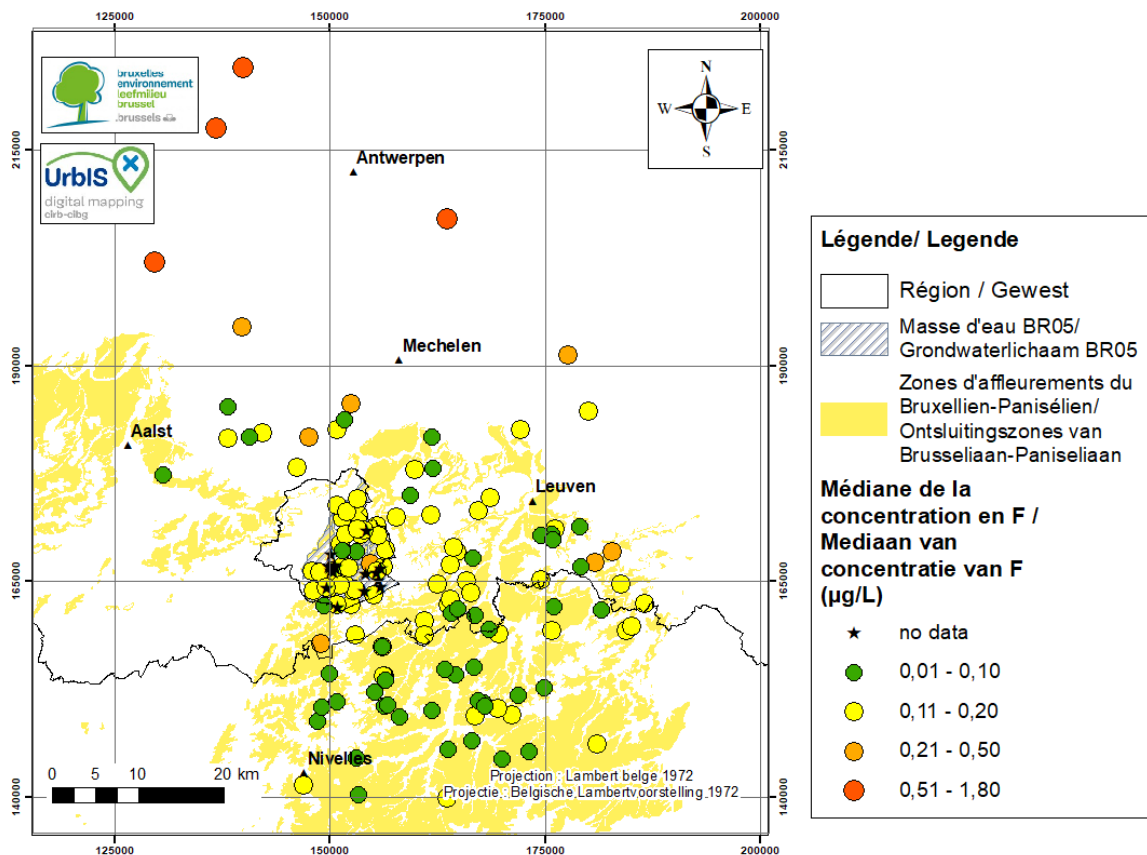 125000
150000
175000
200000
bruxelles
environnement
leefmilieu
brussel
.brussels
N
W E
S
215000
215000
UrbIS
digital mapping
cirb-cibg
Antwerpen
Mechelen
190000
190000
Aalst
Leuven
165000
165000
Nivelles
0 5 10 20 km
Projection : Lambert belge 1972
Projectie : Belgische Lambertvoorstelling 1972
140000
140000
125000
150000
175000
200000
Légende/ Legende
Région / Gewest
Masse d'eau BR05/
Grondwaterlichaam BR05
Zones d'affleurements du
Bruxellien-Panisélien/
Ontsluitingszones van
Brusseliaan-Paniseliaan
Médiane de la
concentration en F /
Mediaan van
concentratie van F
(µg/L)
no data
0,01 - 0,10
0,11 - 0,20
0,21 - 0,50
0,51 - 1,80